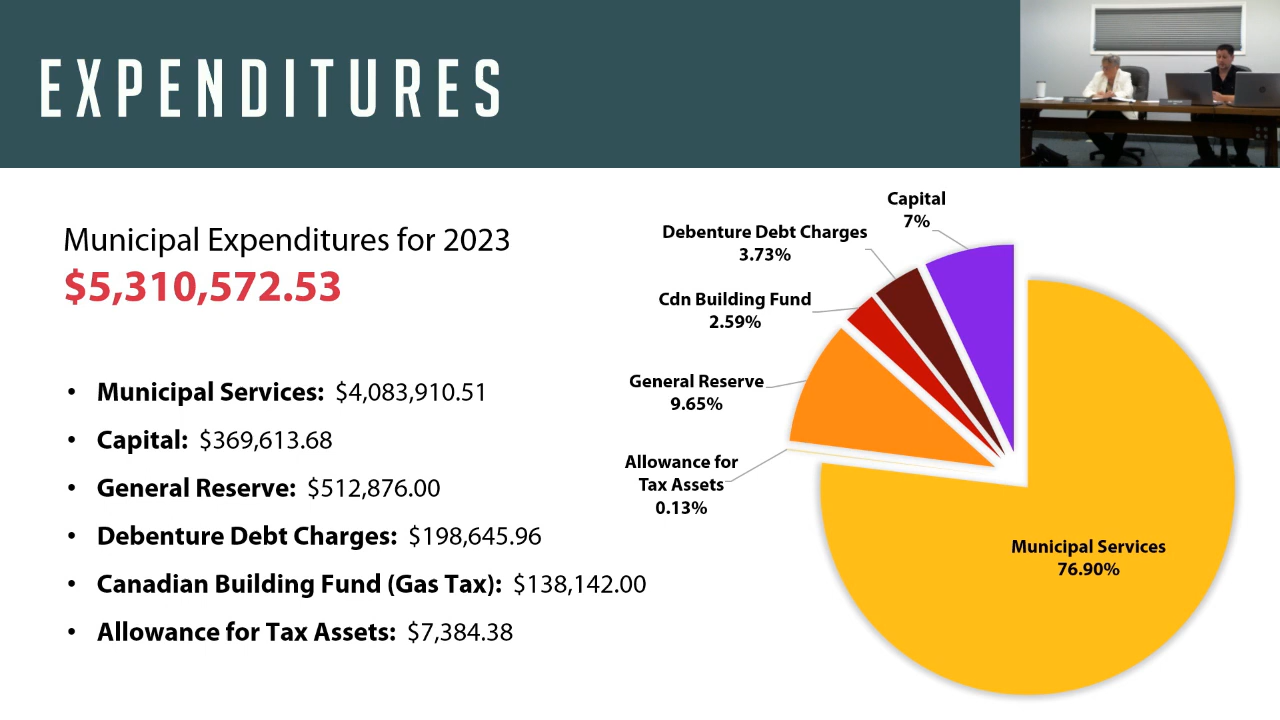 EXPENDITURES
Municipal Expenditures for 2023
$5,310,572.53
• Municipal Services: $4,083,910.51
• Capital: $369,613.68
• General Reserve: $512,876.00
• Debenture Debt Charges: $198,645.96
• Canadian Building Fund (Gas Tax): $138,142.00
• Allowance for Tax Assets: $7,384.38
Capital
7%
Debenture Debt Charges
3.73%
Cdn Building Fund
2.59%
General Reserve
9.65%
Allowance for
Tax Assets
0.13%
Municipal Services
76.90%